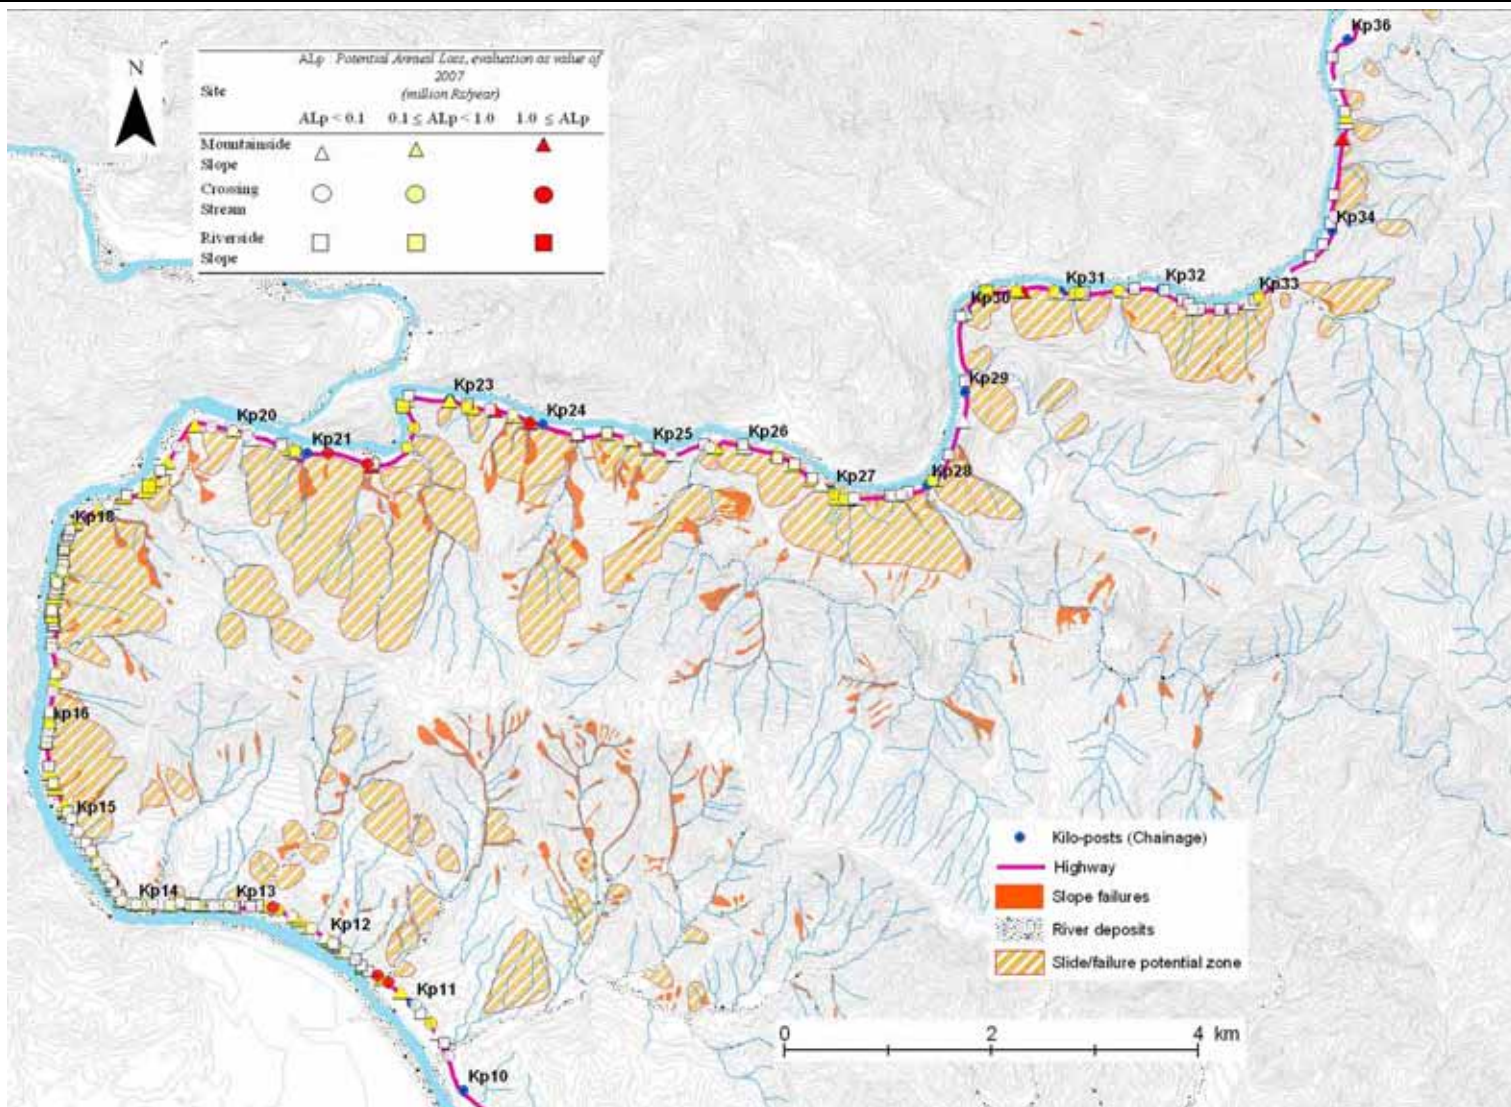 Kp36
N
ALp : Potential Annual Loss, evaluation as value of
2007
(million Rs/year)
Site
ALp < 0.1 0.1 ≤ ALp < 1.0 1.0 ≤ ALp
Mountainside
Slope
Crossing
Stream
Riverside
Slope
Kp34
Kp33
Kp32
Kp31
Kp30
Kp29
Kp23
Kp24
Kp20
Kp21
Kp25
Kp26
Kp27
Kp28
Kp18
kp16
Kp15
Kp14
Kp13
Kp12
Kp11
Kp10
Kilo-posts (Chainage)
Highway
Slope failures
River deposits
Slide/failure potential zone
0 2 4 km